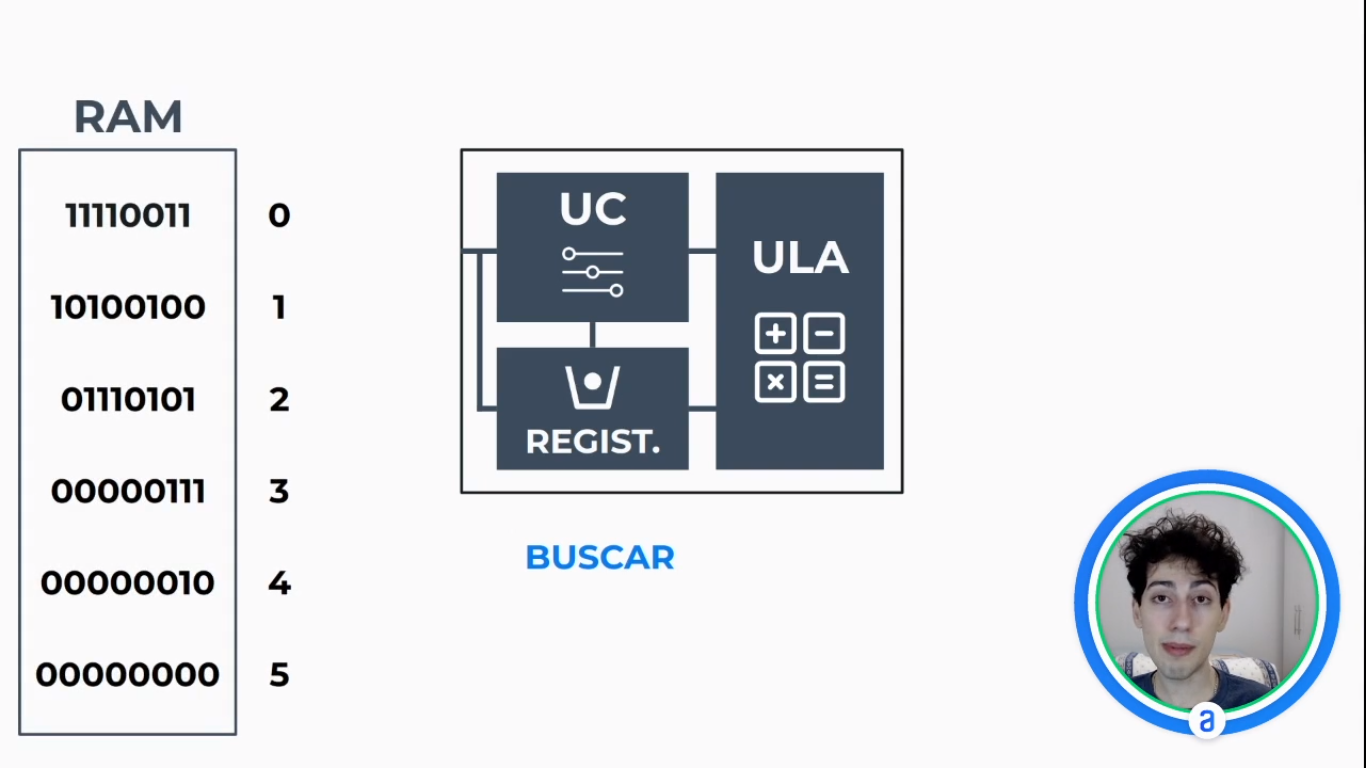 RAM
11110011 0
10100100 1
01110101 2
00000111 3
00000010 4
00000000 5
UC
ULA
REGIST.
BUSCAR
a